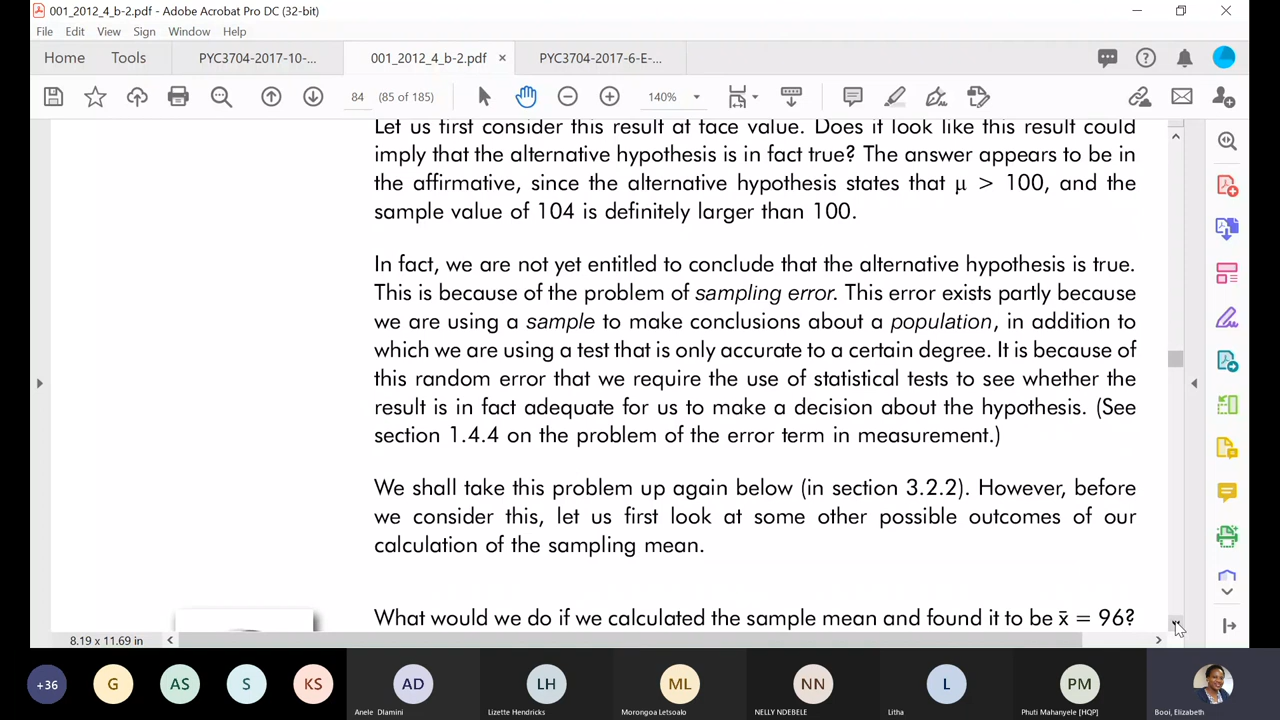 001_2012_4_b-2.pdf - Adobe Acrobat Pro DC (32-bit)
File Edit View Sign Window Help
Home Tools PYC3704-2017-10-... 001_2012_4_b-2.pdf × PYC3704-2017-6-E-...
84 (85 of 185) 140%
Let us first consider this result at face value. Does it look like this result could
imply that the alternative hypothesis is in fact true? The answer appears to be in
the affirmative, since the alternative hypothesis states that μ > 100, and the
sample value of 104 is definitely larger than 100.
In fact, we are not yet entitled to conclude that the alternative hypothesis is true.
This is because of the problem of sampling error. This error exists partly because
we are using a sample to make conclusions about a population, in addition to
which we are using a test that is only accurate to a certain degree. It is because of
this random error that we require the use of statistical tests to see whether the
result is in fact adequate for us to make a decision about the hypothesis. (See
section 1.4.4 on the problem of the error term in measurement.)
We shall take this problem up again below (in section 3.2.2). However, before
we consider this, let us first look at some other possible outcomes of our
calculation of the sampling mean.
What would we do if we calculated the sample mean and found it to be x̄ = 96?
8.19 x 11.69 in
+36 G AS S KS AD LH ML NN L PM
Anele Dlamini Lizette Hendricks Morongoa Letsoalo NELLY NDEBELE Litha Phuti Mahanyele [HQP] Booi, Elizabeth